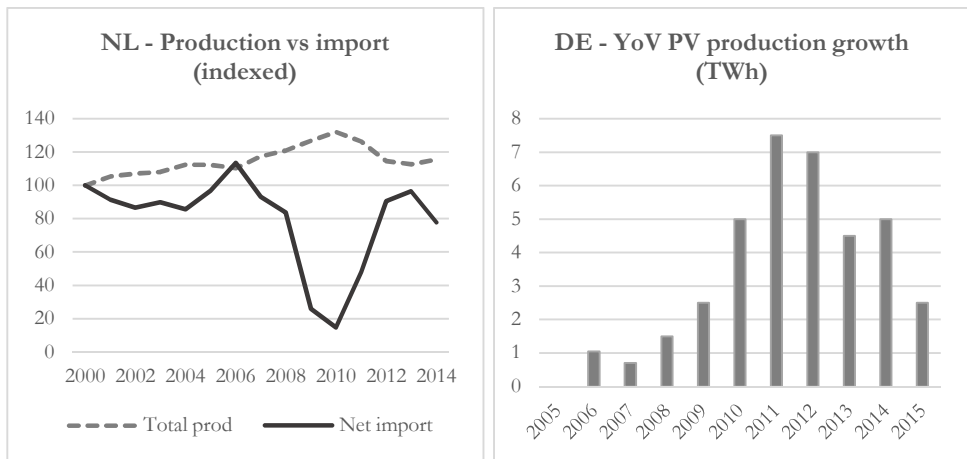 NL - Production vs import
(indexed)
140
120
100
80
60
40
20
0
2000 2002 2004 2006 2008 2010 2012 2014
Total prod Net import
DE - YoV PV production growth
(TWh)
8
7
6
5
4
3
2
1
0
2005 2006 2007 2008 2009 2010 2011 2012 2013 2014 2015